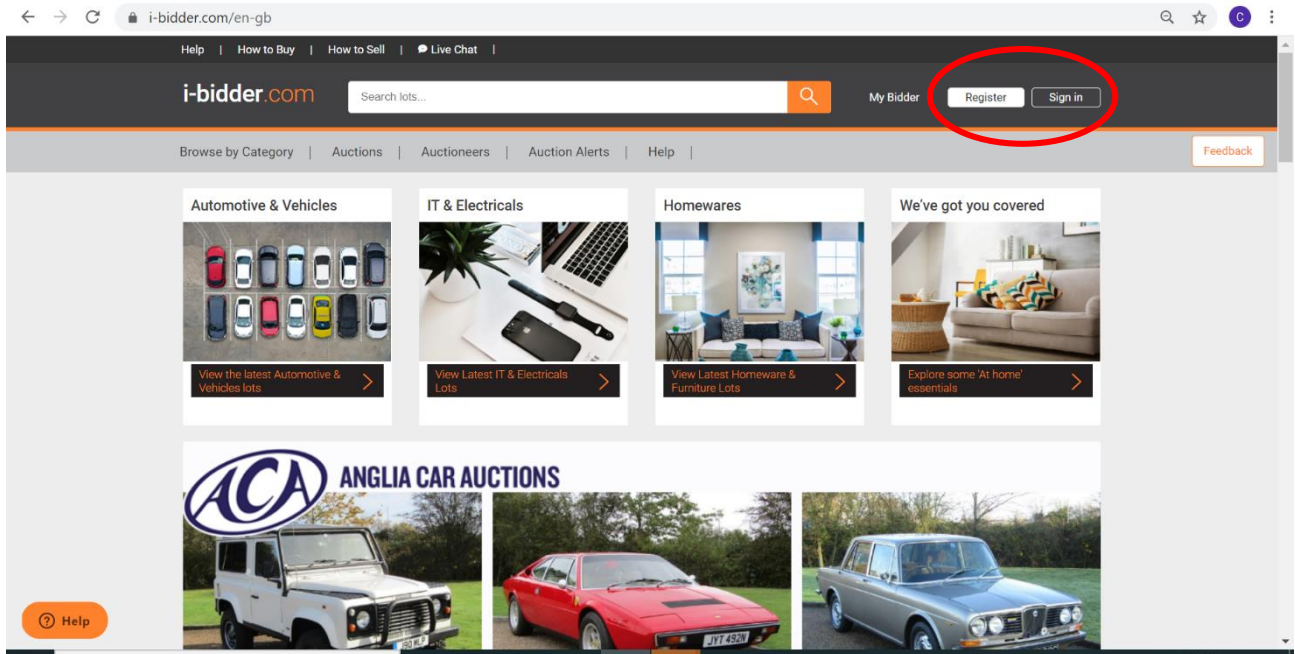 i-bidder.com/en-gb
C
Help | How to Buy | How to Sell | Live Chat |
i-bidder.com
Search lots...
My Bidder
Register
Sign in
Browse by Category | Auctions | Auctioneers | Auction Alerts | Help |
Feedback
Automotive & Vehicles
IT & Electricals
Homewares
We've got you covered
View the latest Automotive &
Vehicles lots
View Latest IT & Electricals
Lots
View Latest Homeware &
Furniture Lots
Explore some 'At home'
essentials
ACA
ANGLIA CAR AUCTIONS
JYT 492N
? Help